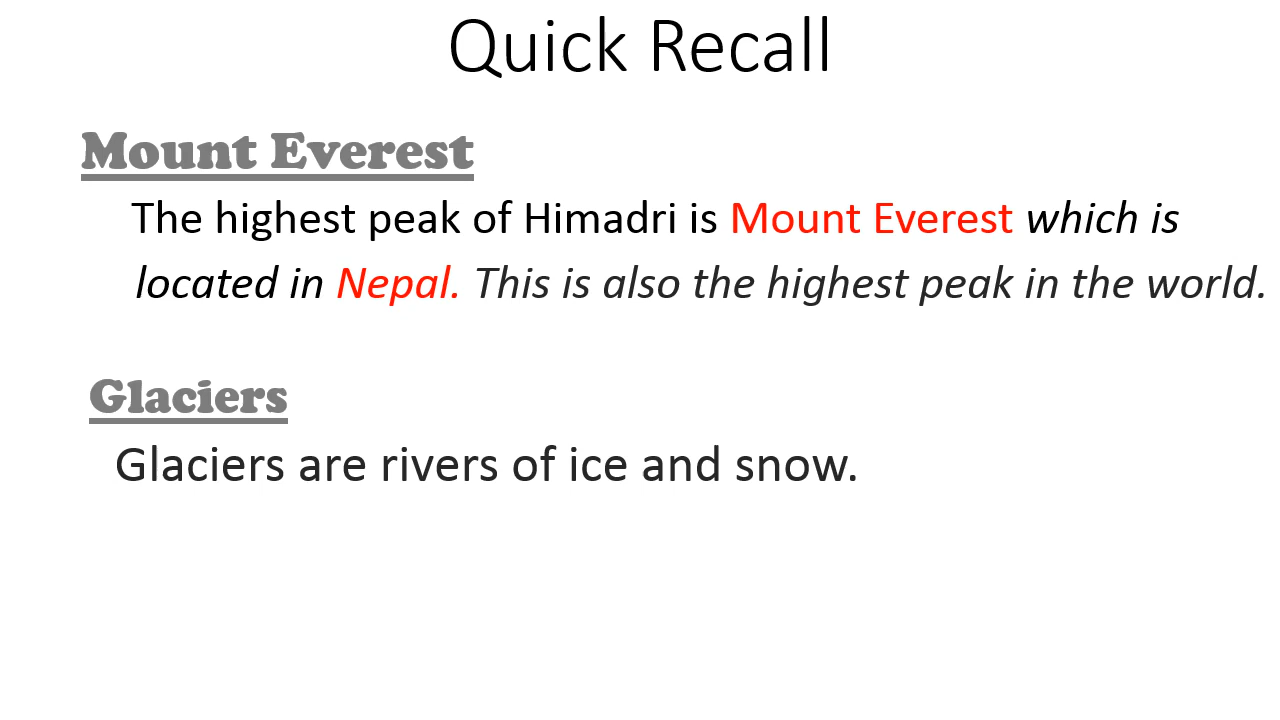 Quick Recall
Mount Everest
The highest peak of Himadri is Mount Everest which is
located in Nepal. This is also the highest peak in the world.
Glaciers
Glaciers are rivers of ice and snow.